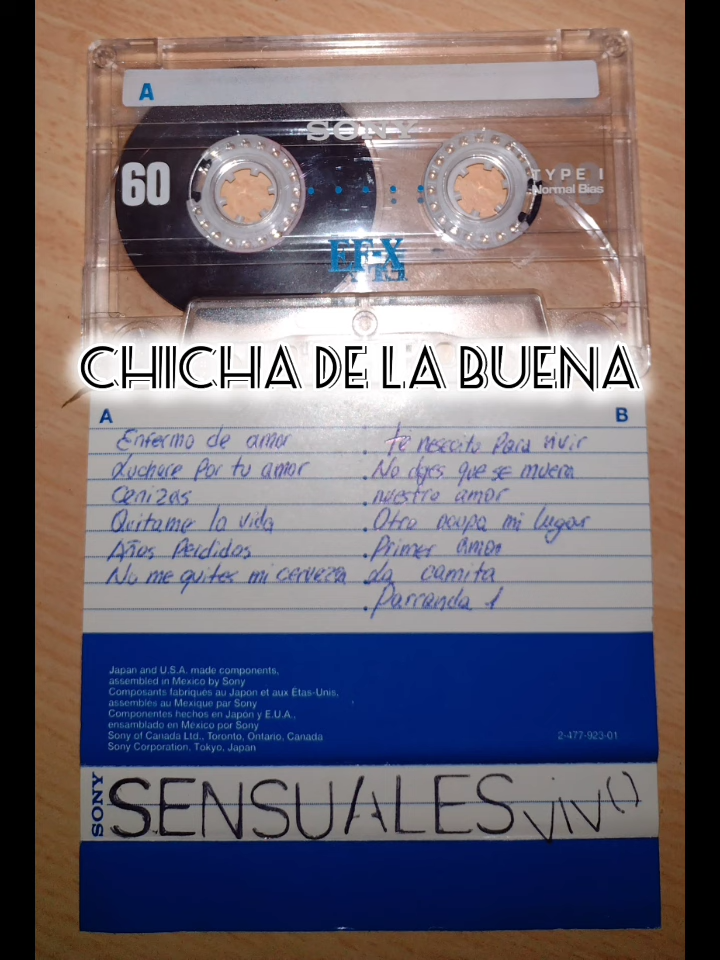 A
SONY
60
TYPE I
Normal Bias
EF-X
CHICHA DE LA BUENA
A
B
Enfermo de amor
Luchare Por tu amor
Cenizas
Quitame la vida
Años Perdidos
No me quites mi cerveza
. te nesecito Para vivir
. No dejes que se muera
. nuestro amor
. Otro ocupa mi lugar
. Primer amor
. La camita
. Parranda 1
Japan and U.S.A. made components,
assembled in Mexico by Sony
Composants fabriqués au Japon et aux États-Unis,
assemblés au Mexique par Sony
Componentes hechos en Japón y E.U.A.,
ensamblado en México por Sony
Sony of Canada Ltd., Toronto, Ontario, Canada
Sony Corporation, Tokyo, Japan
2-477-923-01
SONY
SENSUALES VIVO